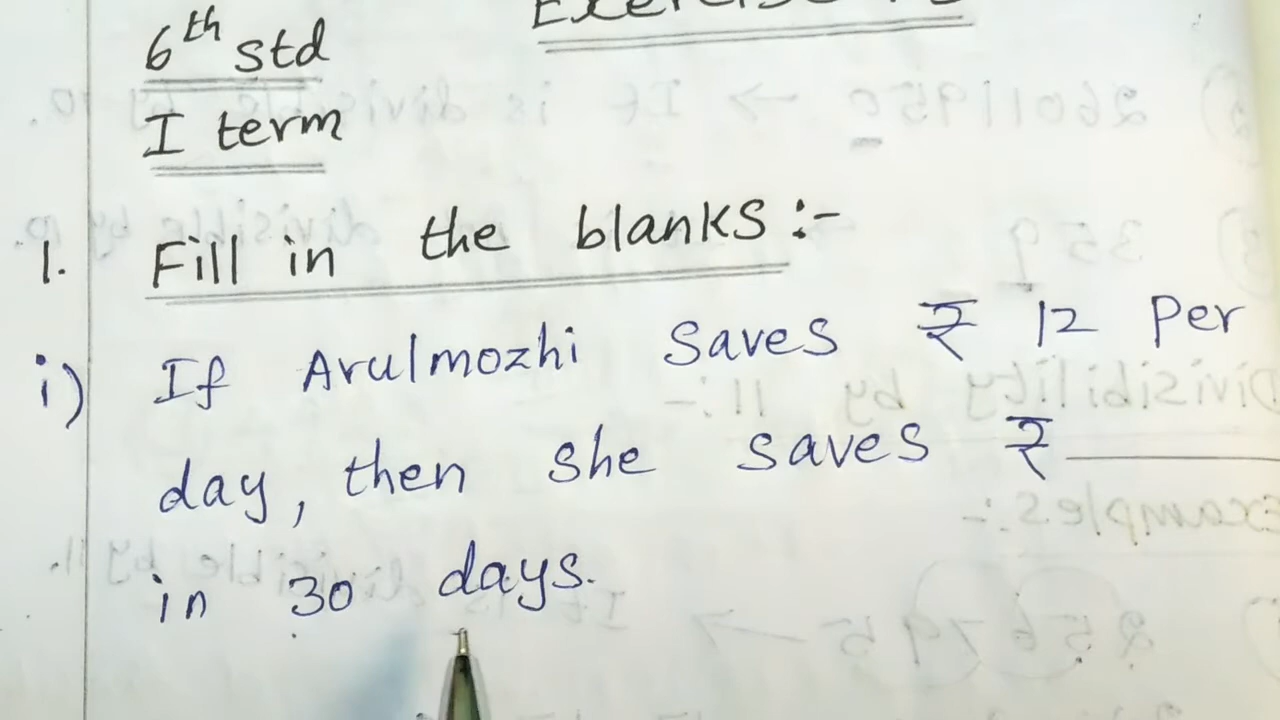 Exercise
6th std
I term
1. Fill in the blanks :-
i) If Arulmozhi saves ₹ 12 Per
day, then she saves ₹ ______
in 30 days.